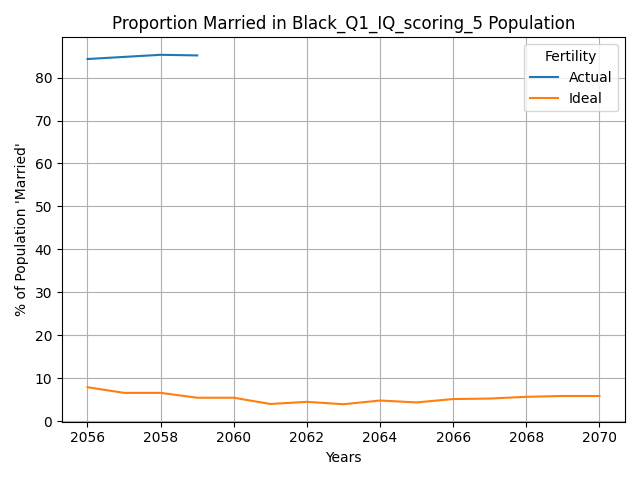 Proportion Married in Black_Q1_IQ_scoring_5 Population
Fertility
Actual
Ideal
% of Population 'Married'
80
70
60
50
40
30
20
10
0
2056 2058 2060 2062 2064 2066 2068 2070
Years